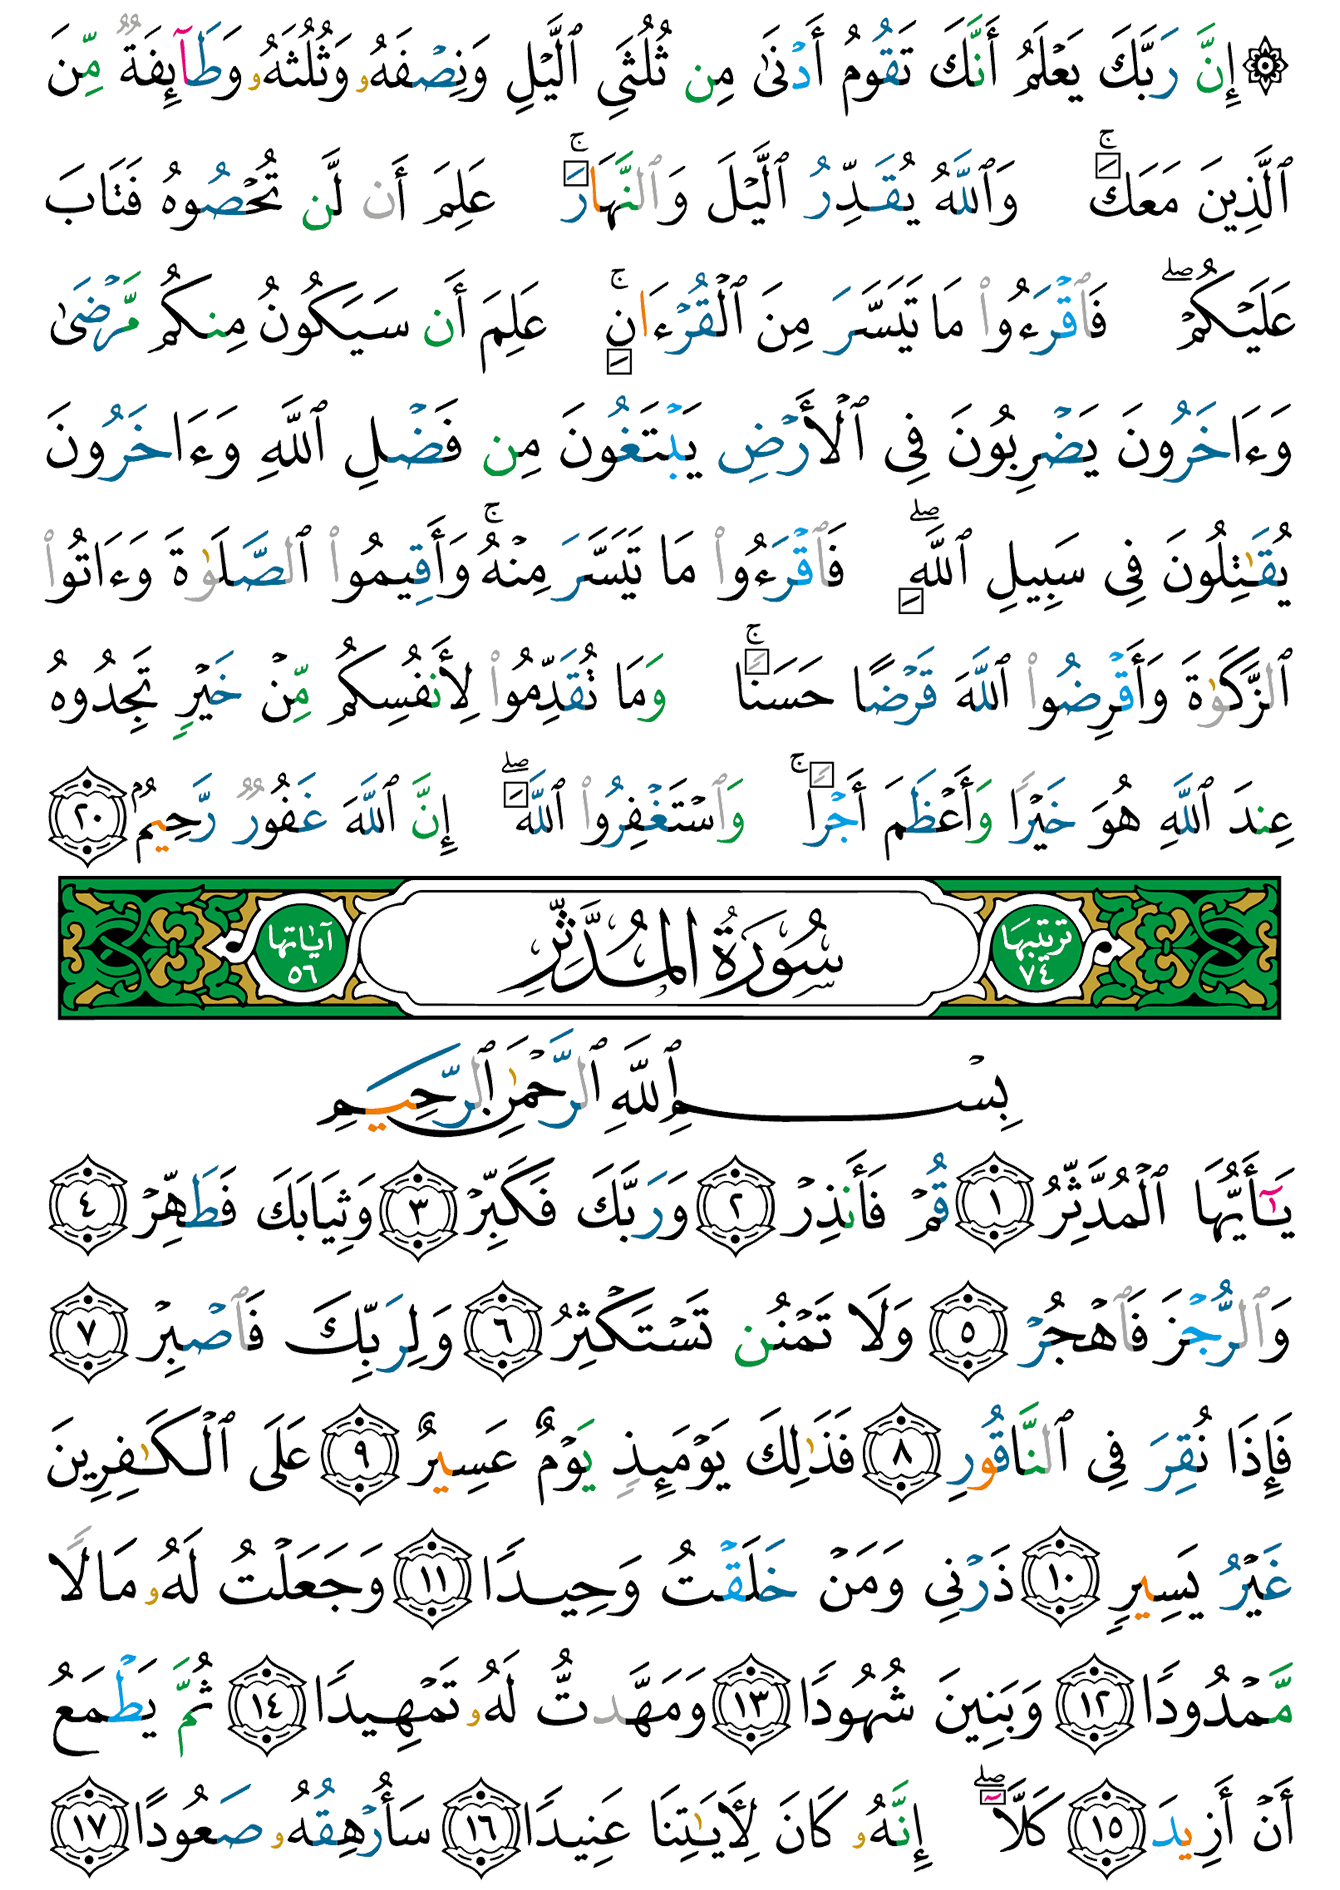 ۞إِنَّ رَبَّكَ يَعۡلَمُ أَنَّكَ تَقُومُ أَدۡنَىٰ مِن ثُلُثَيِ ٱلَّيۡلِ وَنِصۡفَهُۥ وَثُلُثَهُۥ وَطَآئِفَةٞ مِّنَ
ٱلَّذِينَ مَعَكَۚ وَٱللَّهُ يُقَدِّرُ ٱلَّيۡلَ وَٱلنَّهَارَۚ عَلِمَ أَن لَّن تُحۡصُوهُ فَتَابَ
عَلَيۡكُمۡۖ فَٱقۡرَءُواْ مَا تَيَسَّرَ مِنَ ٱلۡقُرۡءَانِۚ عَلِمَ أَن سَيَكُونُ مِنكُم مَّرۡضَىٰ
وَءَاخَرُونَ يَضۡرِبُونَ فِي ٱلۡأَرۡضِ يَبۡتَغُونَ مِن فَضۡلِ ٱللَّهِ وَءَاخَرُونَ
يُقَٰتِلُونَ فِي سَبِيلِ ٱللَّهِۖ فَٱقۡرَءُواْ مَا تَيَسَّرَ مِنۡهُۚ وَأَقِيمُواْ ٱلصَّلَوٰةَ وَءَاتُواْ
ٱلزَّكَوٰةَ وَأَقۡرِضُواْ ٱللَّهَ قَرۡضًا حَسَنٗاۚ وَمَا تُقَدِّمُواْ لِأَنفُسِكُم مِّنۡ خَيۡرٖ تَجِدُوهُ
عِندَ ٱللَّهِ هُوَ خَيۡرٗا وَأَعۡظَمَ أَجۡرٗاۚ وَٱسۡتَغۡفِرُواْ ٱللَّهَۖ إِنَّ ٱللَّهَ غَفُورٞ رَّحِيمُۢ ٢٠
ترتيبها ٧٤ سُورَةُ المُدَّثِّرِ آياتها ٥٦
بِسۡمِ ٱللَّهِ ٱلرَّحۡمَٰنِ ٱلرَّحِيمِ
يَٰٓأَيُّهَا ٱلۡمُدَّثِّرُ ١ قُمۡ فَأَنذِرۡ ٢ وَرَبَّكَ فَكَبِّرۡ ٣ وَثِيَابَكَ فَطَهِّرۡ ٤
وَٱلرُّجۡزَ فَٱهۡجُرۡ ٥ وَلَا تَمۡنُن تَسۡتَكۡثِرُ ٦ وَلِرَبِّكَ فَٱصۡبِرۡ ٧
فَإِذَا نُقِرَ فِي ٱلنَّاقُورِ ٨ فَذَٰلِكَ يَوۡمَئِذٖ يَوۡمٌ عَسِيرٌ ٩ عَلَى ٱلۡكَٰفِرِينَ
غَيۡرُ يَسِيرٖ ١٠ ذَرۡنِي وَمَنۡ خَلَقۡتُ وَحِيدٗا ١١ وَجَعَلۡتُ لَهُۥ مَالٗا
مَّمۡدُودٗا ١٢ وَبَنِينَ شُهُودٗا ١٣ وَمَهَّدتُّ لَهُۥ تَمۡهِيدٗا ١٤ ثُمَّ يَطۡمَعُ
أَنۡ أَزِيدَ ١٥ كَلَّآۖ إِنَّهُۥ كَانَ لِأٓيَٰتِنَا عَنِيدٗا ١٦ سَأُرۡهِقُهُۥ صَعُودًا ١٧